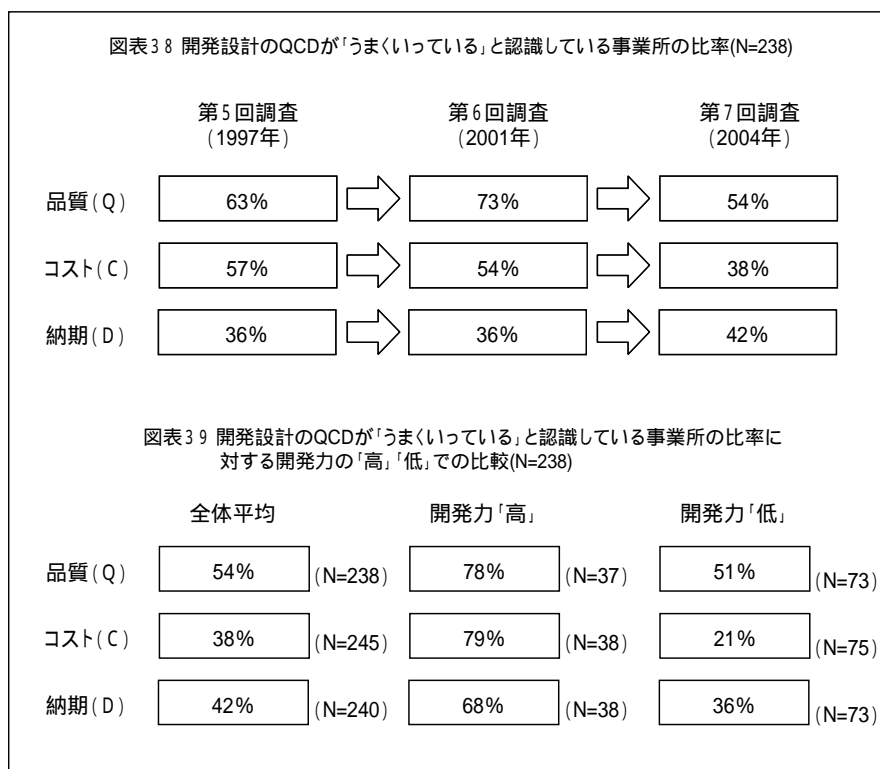 図表38 開発設計のQCDが「うまくいっている」と認識している事業所の比率(N=238)
第5回調査 第6回調査 第7回調査
(1997年) (2001年) (2004年)
品質(Q) 63% 73% 54%
コスト(C) 57% 54% 38%
納期(D) 36% 36% 42%
図表39 開発設計のQCDが「うまくいっている」と認識している事業所の比率に
対する開発力の「高」「低」での比較(N=238)
全体平均 開発力「高」 開発力「低」
品質(Q) 54% (N=238) 78% (N=37) 51% (N=73)
コスト(C) 38% (N=245) 79% (N=38) 21% (N=75)
納期(D) 42% (N=240) 68% (N=38) 36% (N=73)